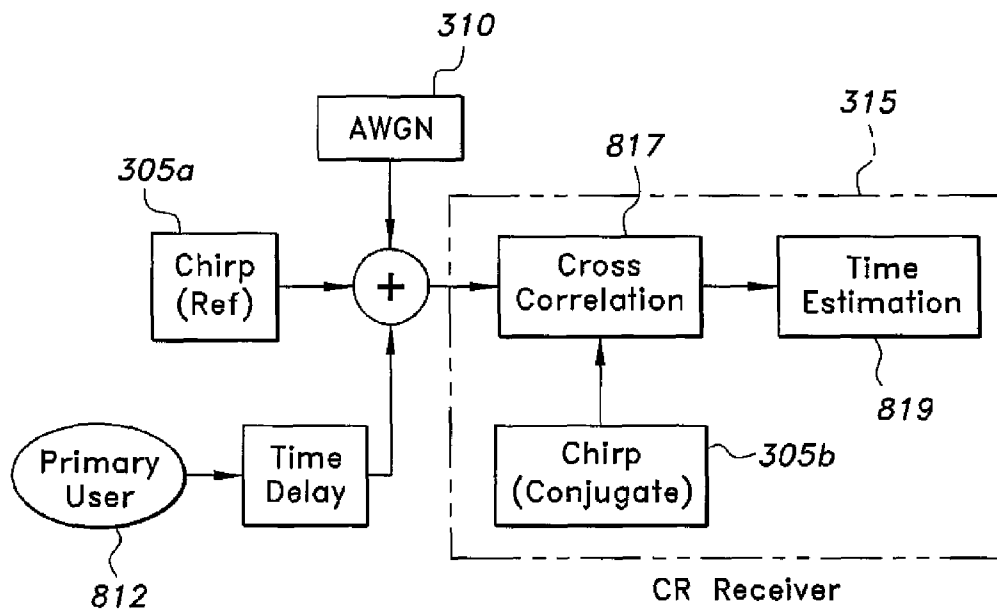 310
AWGN
315
817
305a
Chirp
(Ref)
+
Cross
Correlation
Time
Estimation
819
Primary
User
Time
Delay
Chirp
(Conjugate)
305b
812
CR Receiver